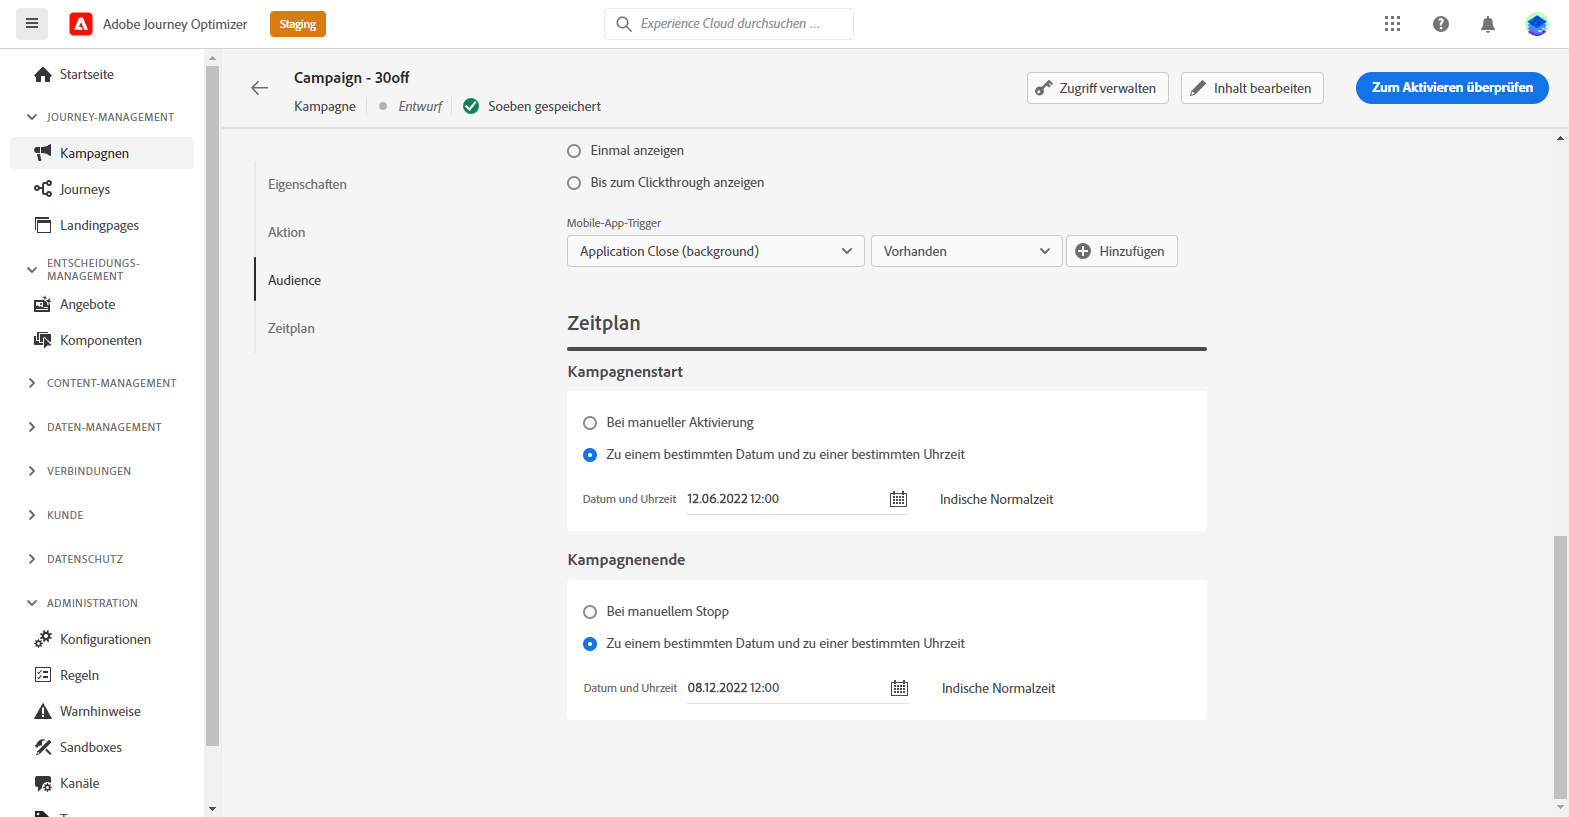 Adobe Journey Optimizer
Staging
Experience Cloud durchsuchen ...
Startseite
JOURNEY-MANAGEMENT
Kampagnen
Journeys
Landingpages
ENTSCHEIDUNGS-
MANAGEMENT
Angebote
Komponenten
CONTENT-MANAGEMENT
DATEN-MANAGEMENT
VERBINDUNGEN
KUNDE
DATENSCHUTZ
ADMINISTRATION
Konfigurationen
Regeln
Warnhinweise
Sandboxes
Kanäle
Campaign - 30off
Kampagne
Entwurf
Soeben gespeichert
Zugriff verwalten
Inhalt bearbeiten
Zum Aktivieren überprüfen
Eigenschaften
Aktion
Audience
Zeitplan
Einmal anzeigen
Bis zum Clickthrough anzeigen
Mobile-App-Trigger
Application Close (background)
Vorhanden
Hinzufügen
Zeitplan
Kampagnenstart
Bei manueller Aktivierung
Zu einem bestimmten Datum und zu einer bestimmten Uhrzeit
Datum und Uhrzeit 12.06.2022 12:00 Indische Normalzeit
Kampagnenende
Bei manuellem Stopp
Zu einem bestimmten Datum und zu einer bestimmten Uhrzeit
Datum und Uhrzeit 08.12.2022 12:00 Indische Normalzeit